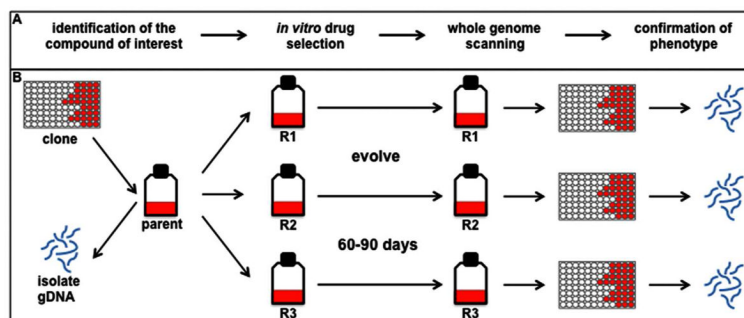 A
identification of the
compound of interest
in vitro drug
selection
whole genome
scanning
confirmation of
phenotype
B
clone
parent
isolate
gDNA
R1
R1
evolve
R2
R2
60-90 days
R3
R3